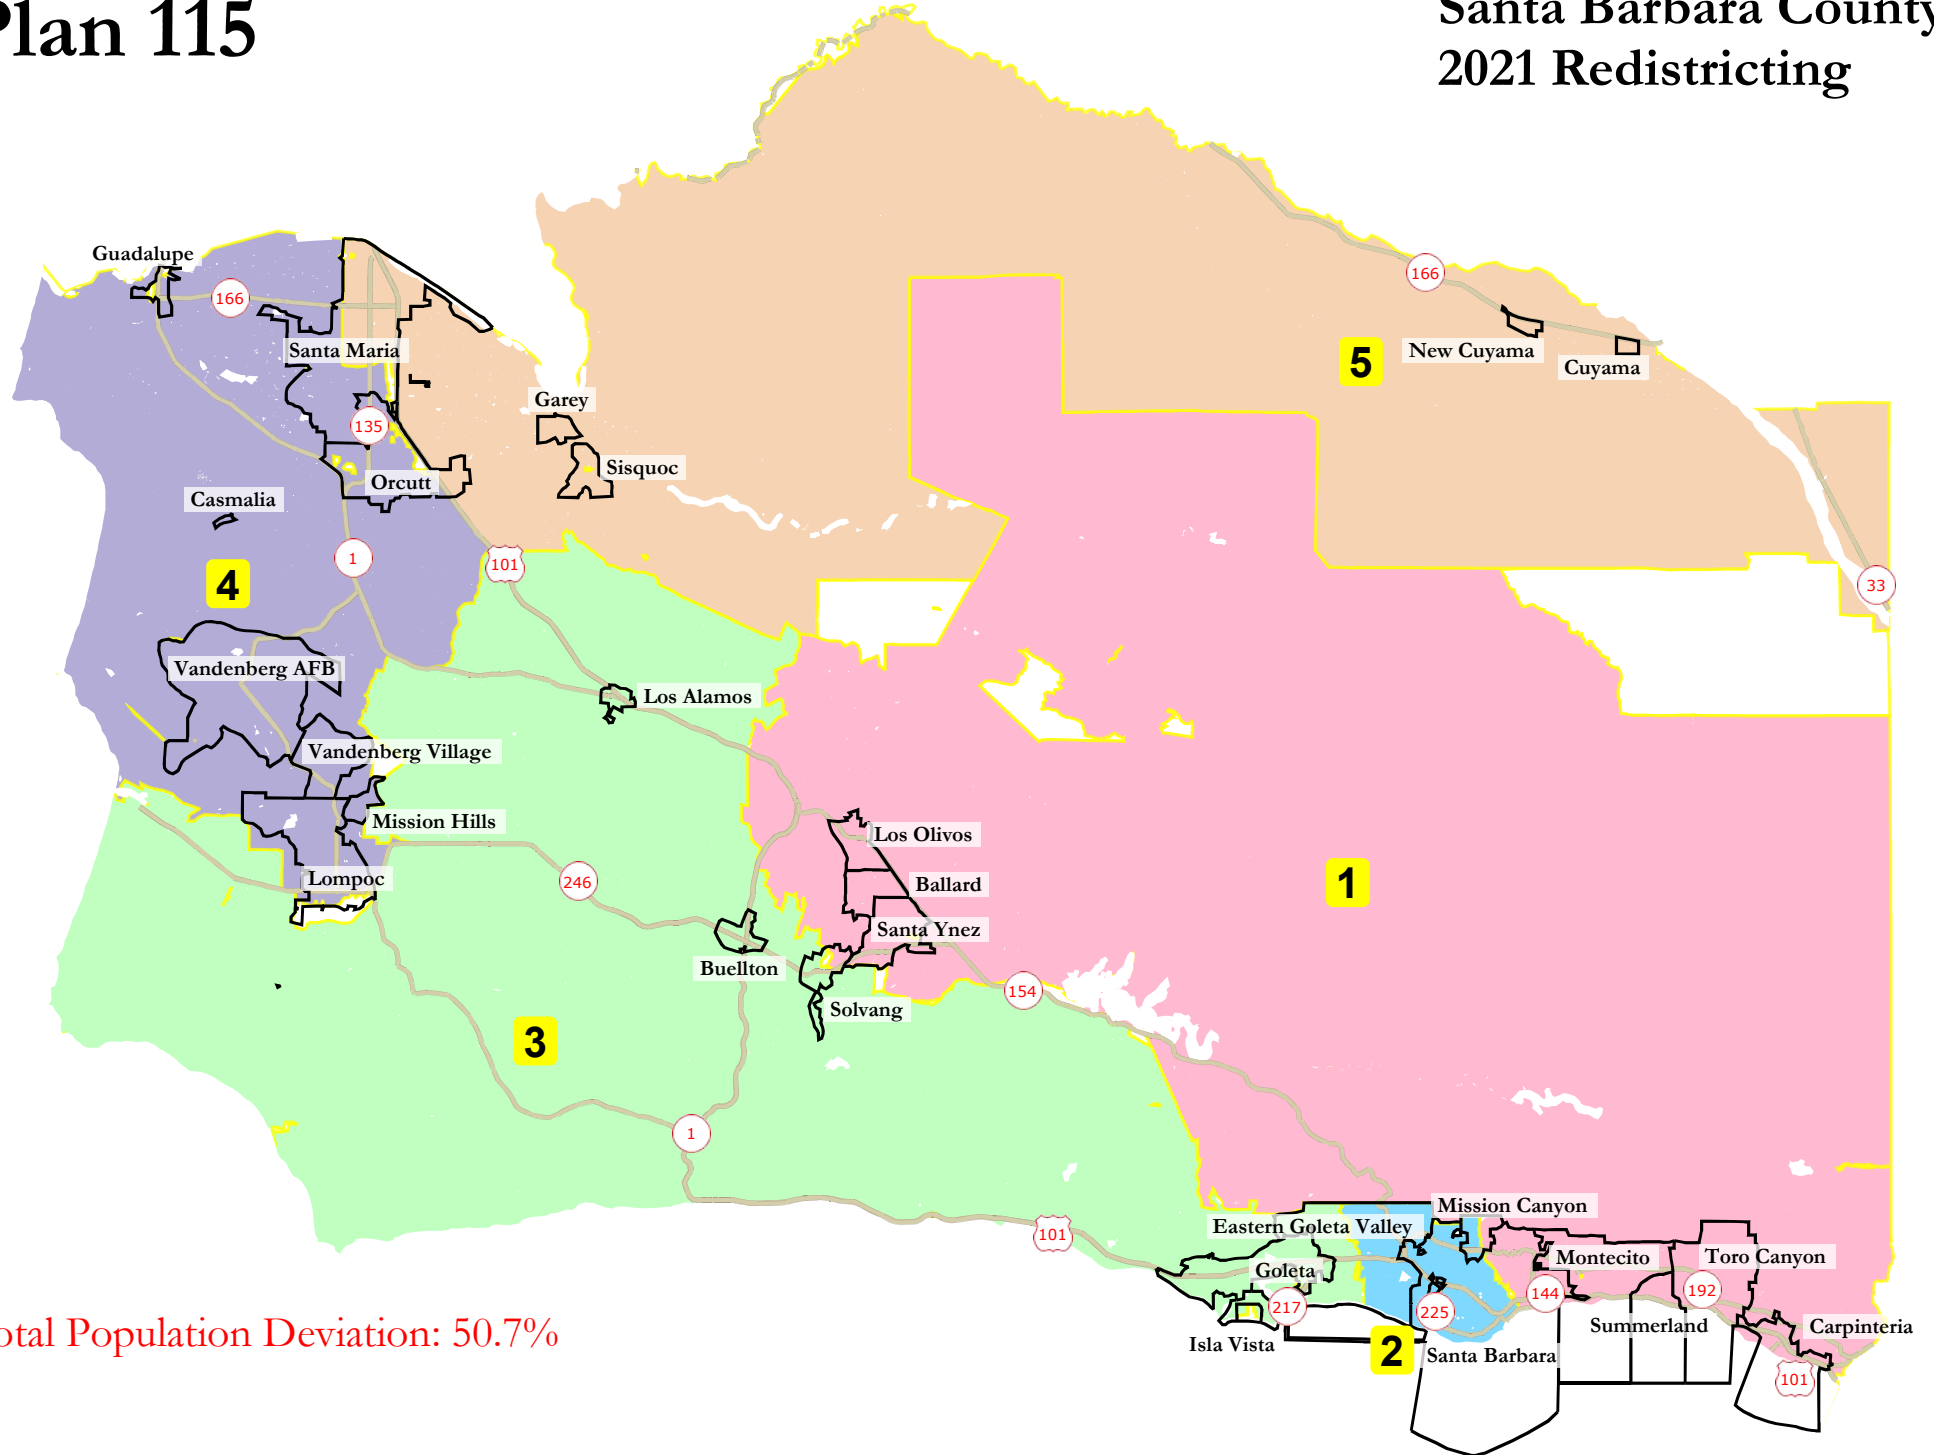 Plan 115
Santa Barbara County
2021 Redistricting
Guadalupe
166
Santa Maria
135
Orcutt
Garey
Sisquoc
Casmalia
1
4
101
166
New Cuyama
Cuyama
5
33
Vandenberg AFB
Vandenberg Village
Mission Hills
Lompoc
Los Alamos
246
Los Olivos
Ballard
Santa Ynez
Buellton
Solvang
154
1
3
1
101
Mission Canyon
Eastern Goleta Valley
Goleta
Montecito
Toro Canyon
217
225
144
192
Isla Vista
2
Santa Barbara
Summerland
Carpinteria
101
otal Population Deviation: 50.7%